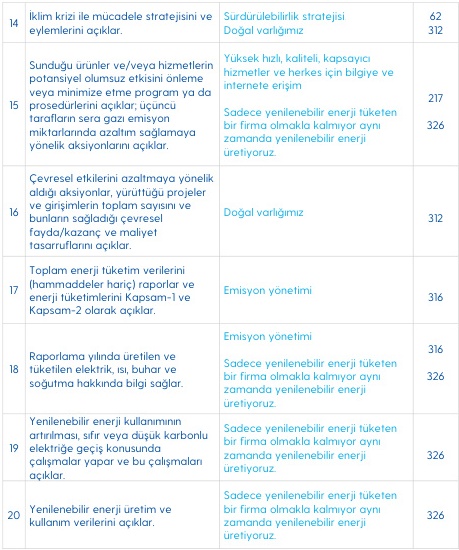 14
İklim krizi ile mücadele stratejisini ve
eylemlerini açıklar.
Sürdürülebilirlik stratejisi
Doğal varlığımız
62
312
15
Sunduğu ürünler ve/veya hizmetlerin
potansiyel olumsuz etkisini önleme
veya minimize etme program ya da
prosedürlerini açıklar; üçüncü
tarafların sera gazı emisyon
miktarlarında azaltım sağlamaya
yönelik aksiyonlarını açıklar.
Yüksek hızlı, kaliteli, kapsayıcı
hizmetler ve herkes için bilgiye ve
internete erişim
Sadece yenilenebilir enerji tüketen
bir firma olmakla kalmıyor aynı
zamanda yenilenebilir enerji
üretiyoruz.
217
326
16
Çevresel etkilerini azaltmaya yönelik
aldığı aksiyonlar, yürüttüğü projeler
ve girişimlerin toplam sayısını ve
bunların sağladığı çevresel
fayda/kazanç ve maliyet
tasarruflarını açıklar.
Doğal varlığımız
312
17
Toplam enerji tüketim verilerini
(hammaddeler hariç) raporlar ve
enerji tüketimlerini Kapsam-1 ve
Kapsam-2 olarak açıklar.
Emisyon yönetimi
316
18
Raporlama yılında üretilen ve
tüketilen elektrik, ısı, buhar ve
soğutma hakkında bilgi sağlar.
Emisyon yönetimi
Sadece yenilenebilir enerji tüketen
bir firma olmakla kalmıyor aynı
zamanda yenilenebilir enerji
üretiyoruz.
316
326
19
Yenilenebilir enerji kullanımının
artırılması, sıfır veya düşük karbonlu
elektriğe geçiş konusunda
çalışmalar yapar ve bu çalışmaları
açıklar.
Sadece yenilenebilir enerji tüketen
bir firma olmakla kalmıyor aynı
zamanda yenilenebilir enerji
üretiyoruz.
326
20
Yenilenebilir enerji üretim ve
kullanım verilerini açıklar.
Sadece yenilenebilir enerji tüketen
bir firma olmakla kalmıyor aynı
zamanda yenilenebilir enerji
üretiyoruz.
326